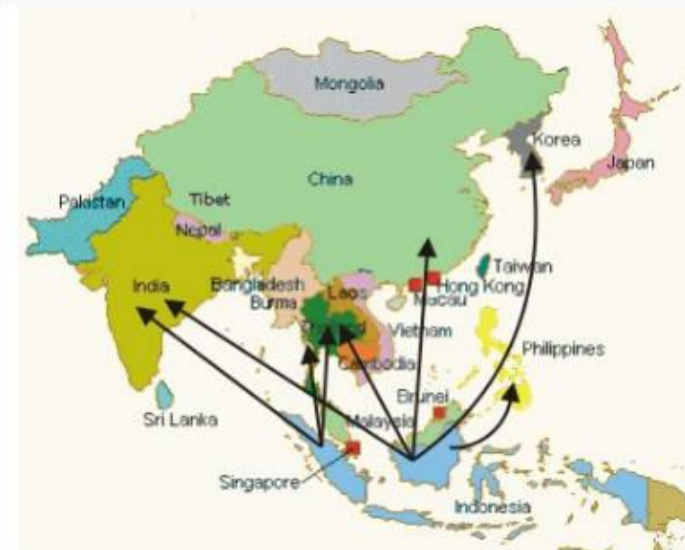 Mongolia
Korea
Japan
China
Pakistan
Tibet
Nepal
Taiwan
India
Bangladesh
Hong Kong
Laos
Macau
Burma
Vietnam
Philippines
Cambodia
Brunei
Sri Lanka
Malaysia
Singapore
Indonesia